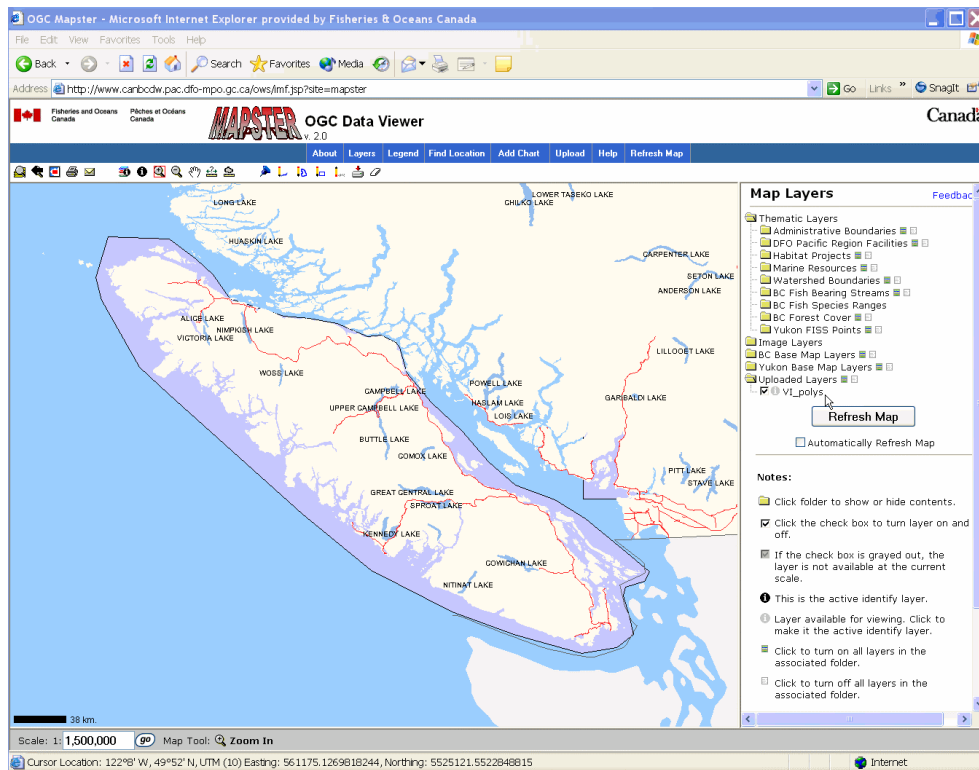 OGC Mapster - Microsoft Internet Explorer provided by Fisheries & Oceans Canada
File Edit View Favorites Tools Help
Back Search Favorites Media
Address http://www.canbcdw.pac.dfo-mpo.gc.ca/ows/imf.jsp?site=mapster Go Links » SnagIt
Fisheries and Oceans Canada Pêches et Océans Canada
MAPSTER v. 2.0 OGC Data Viewer
Canada
About Layers Legend Find Location Add Chart Upload Help Refresh Map
LONG LAKE
LOWER TASEKO LAKE
CHILKO LAKE
HUASKIN LAKE
CARPENTER LAKE
SETON LAKE
ANDERSON LAKE
ALICE LAKE
NIMPKISH LAKE
VICTORIA LAKE
LILLOOET LAKE
WOSS LAKE
POWELL LAKE
CAMPBELL LAKE
GARIBALDI LAKE
HASLAM LAKE
UPPER CAMPBELL LAKE
LOIS LAKE
BUTTLE LAKE
COMOX LAKE
PITT LAKE
STAVE LAKE
GREAT CENTRAL LAKE
SPROAT LAKE
KENNEDY LAKE
COWICHAN LAKE
NITINAT LAKE
38 km.
Map Layers
Feedbac
Thematic Layers
Administrative Boundaries
DFO Pacific Region Facilities
Habitat Projects
Marine Resources
Watershed Boundaries
BC Fish Bearing Streams
BC Fish Species Ranges
BC Forest Cover
Yukon FISS Points
Image Layers
BC Base Map Layers
Yukon Base Map Layers
Uploaded Layers
VI_polys
Refresh Map
Automatically Refresh Map
Notes:
Click folder to show or hide contents.
Click the check box to turn layer on and
off.
If the check box is grayed out, the
layer is not available at the current
scale.
This is the active identify layer.
Layer available for viewing. Click to
make it the active identify layer.
Click to turn on all layers in the
associated folder.
Click to turn off all layers in the
associated folder.
Scale: 1: 1,500,000 go Map Tool: Zoom In
Cursor Location: 122°8' W, 49°52' N, UTM (10) Easting: 561175.1269818244, Northing: 5525121.5522848815 Internet